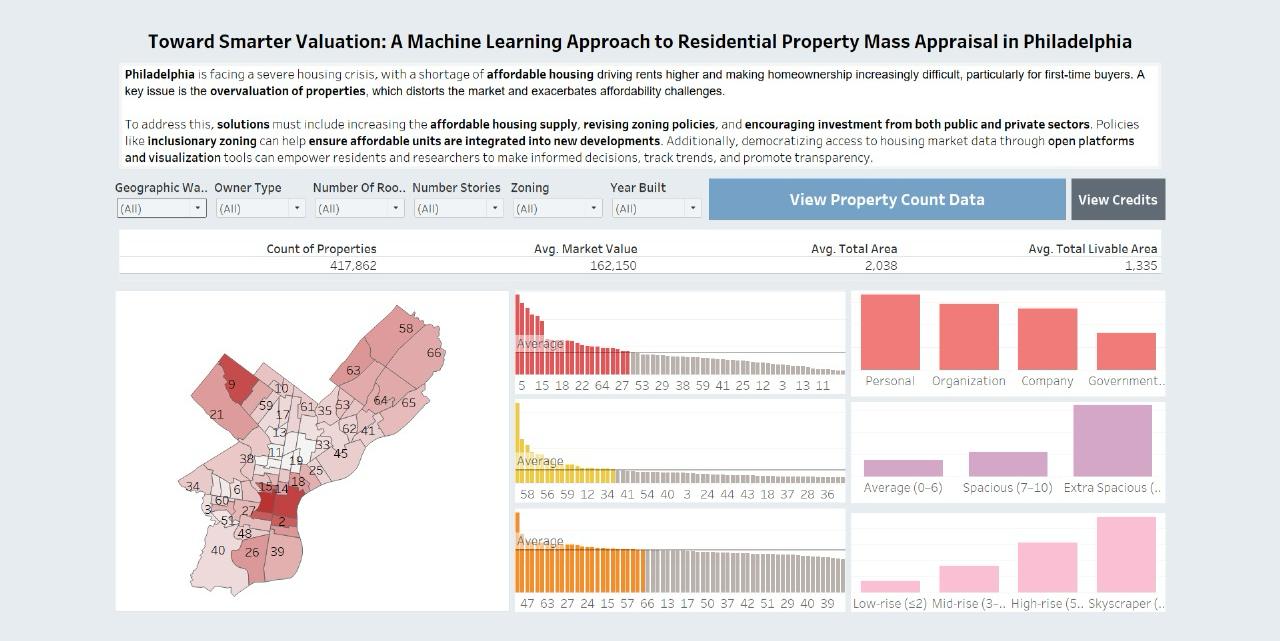 Toward Smarter Valuation: A Machine Learning Approach to Residential Property Mass Appraisal in Philadelphia
Philadelphia is facing a severe housing crisis, with a shortage of affordable housing driving rents higher and making homeownership increasingly difficult, particularly for first-time buyers. A
key issue is the overvaluation of properties, which distorts the market and exacerbates affordability challenges.
To address this, solutions must include increasing the affordable housing supply, revising zoning policies, and encouraging investment from both public and private sectors. Policies
like inclusionary zoning can help ensure affordable units are integrated into new developments. Additionally, democratizing access to housing market data through open platforms
and visualization tools can empower residents and researchers to make informed decisions, track trends, and promote transparency.
Geographic Wa.. Owner Type Number Of Roo.. Number Stories Zoning Year Built
(All) (All) (All) (All) (All) (All)
View Property Count Data
View Credits
Count of Properties Avg. Market Value Avg. Total Area Avg. Total Livable Area
417,862 162,150 2,038 1,335
58
66
63
9
10
64
65
59
61
35
53
21
17
62
41
13
33
11
45
38
19
25
18
34
15
14
6
60
3
27
51
2
48
40
26
39
Average
5 15 18 22 64 27 53 29 38 59 41 25 12 3 13 11
Average
58 56 59 12 34 41 54 40 3 24 44 43 18 37 28 36
Average
47 63 27 24 15 57 66 13 17 50 37 42 51 29 40 39
Personal Organization Company Government..
Average (0–6) Spacious (7–10) Extra Spacious (..
Low-rise (≤2) Mid-rise (3–.. High-rise (5.. Skyscraper (..